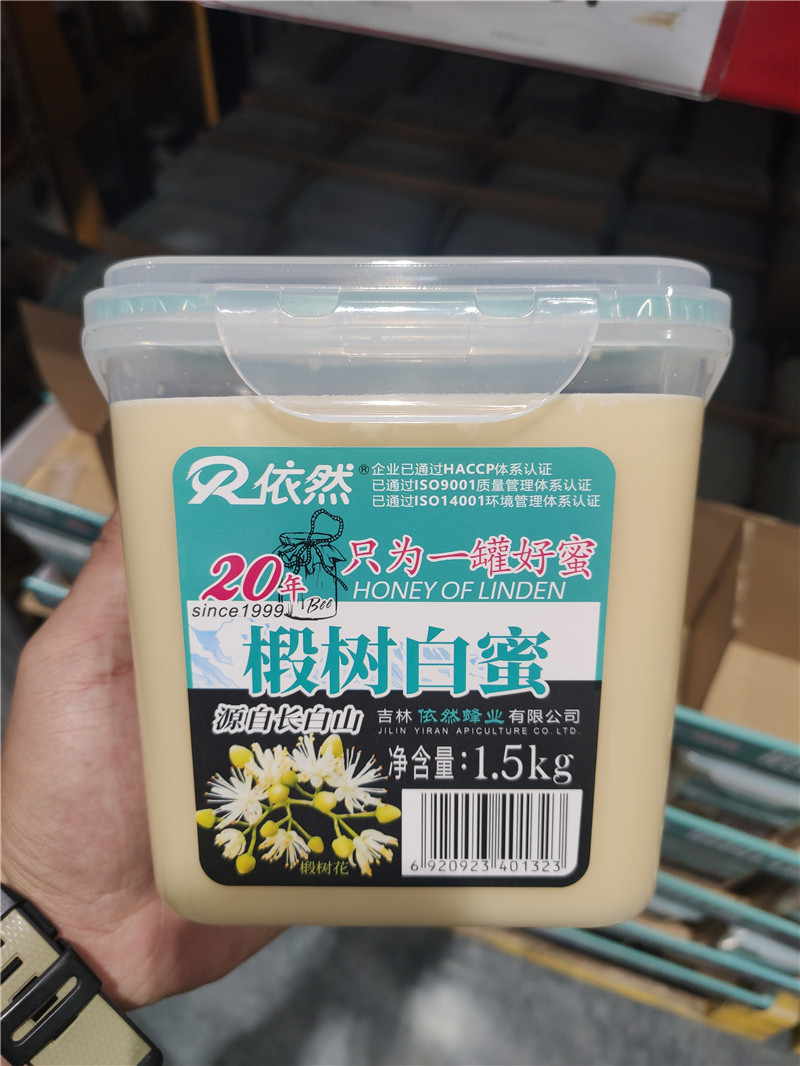 R依然®
企业已通过HACCP体系认证
已通过ISO9001质量管理体系认证
已通过ISO14001环境管理体系认证
20年
since1999
Bee
只为一罐好蜜
HONEY OF LINDEN
椴树白蜜
源自长白山
吉林依然蜂业有限公司
JILIN YIRAN APICULTURE CO.LTD.
净含量:1.5kg
椴树花
6 920923 401323